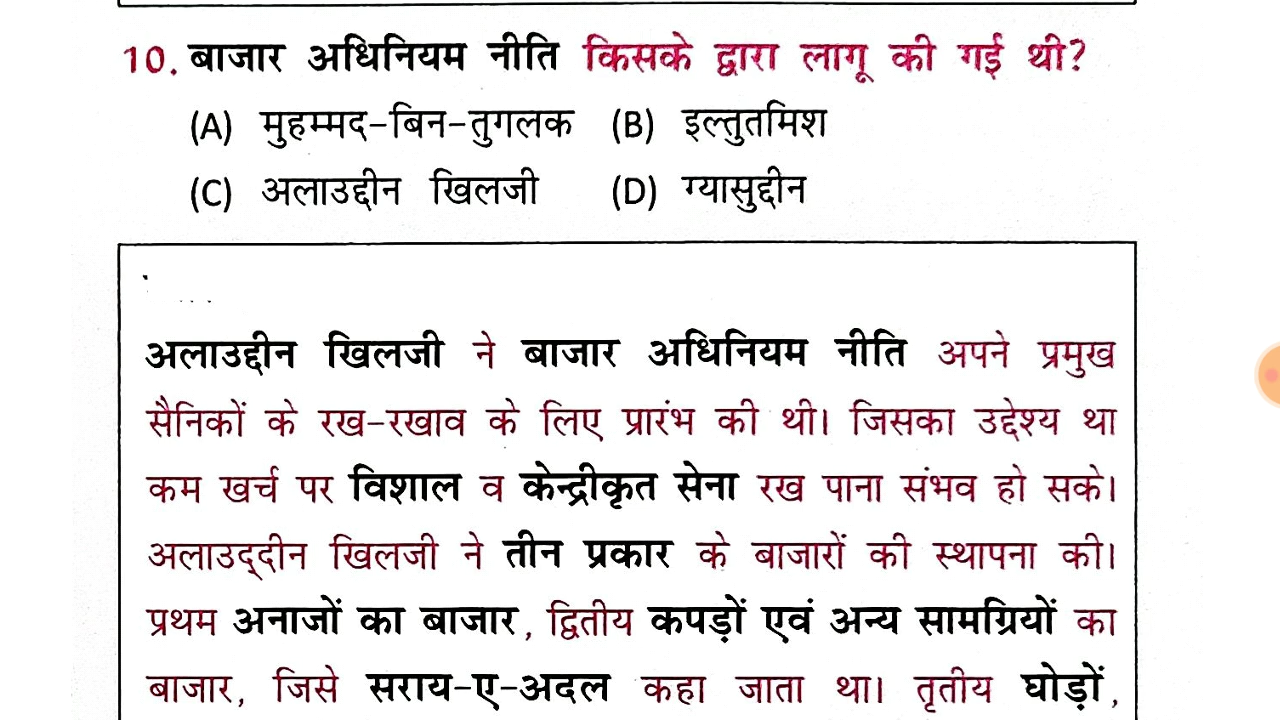 10. बाजार अधिनियम नीति किसके द्वारा लागू की गई थी?
(A) मुहम्मद-बिन-तुगलक (B) इल्तुतमिश
(C) अलाउद्दीन खिलजी (D) ग्यासुद्दीन
अलाउद्दीन खिलजी ने बाजार अधिनियम नीति अपने प्रमुख
सैनिकों के रख-रखाव के लिए प्रारंभ की थी। जिसका उद्देश्य था
कम खर्च पर विशाल व केन्द्रीकृत सेना रख पाना संभव हो सके।
अलाउद्‌दीन खिलजी ने तीन प्रकार के बाजारों की स्थापना की।
प्रथम अनाजों का बाजार, द्वितीय कपड़ों एवं अन्य सामग्रियों का
बाजार, जिसे सराय-ए-अदल कहा जाता था। तृतीय घोड़ों,